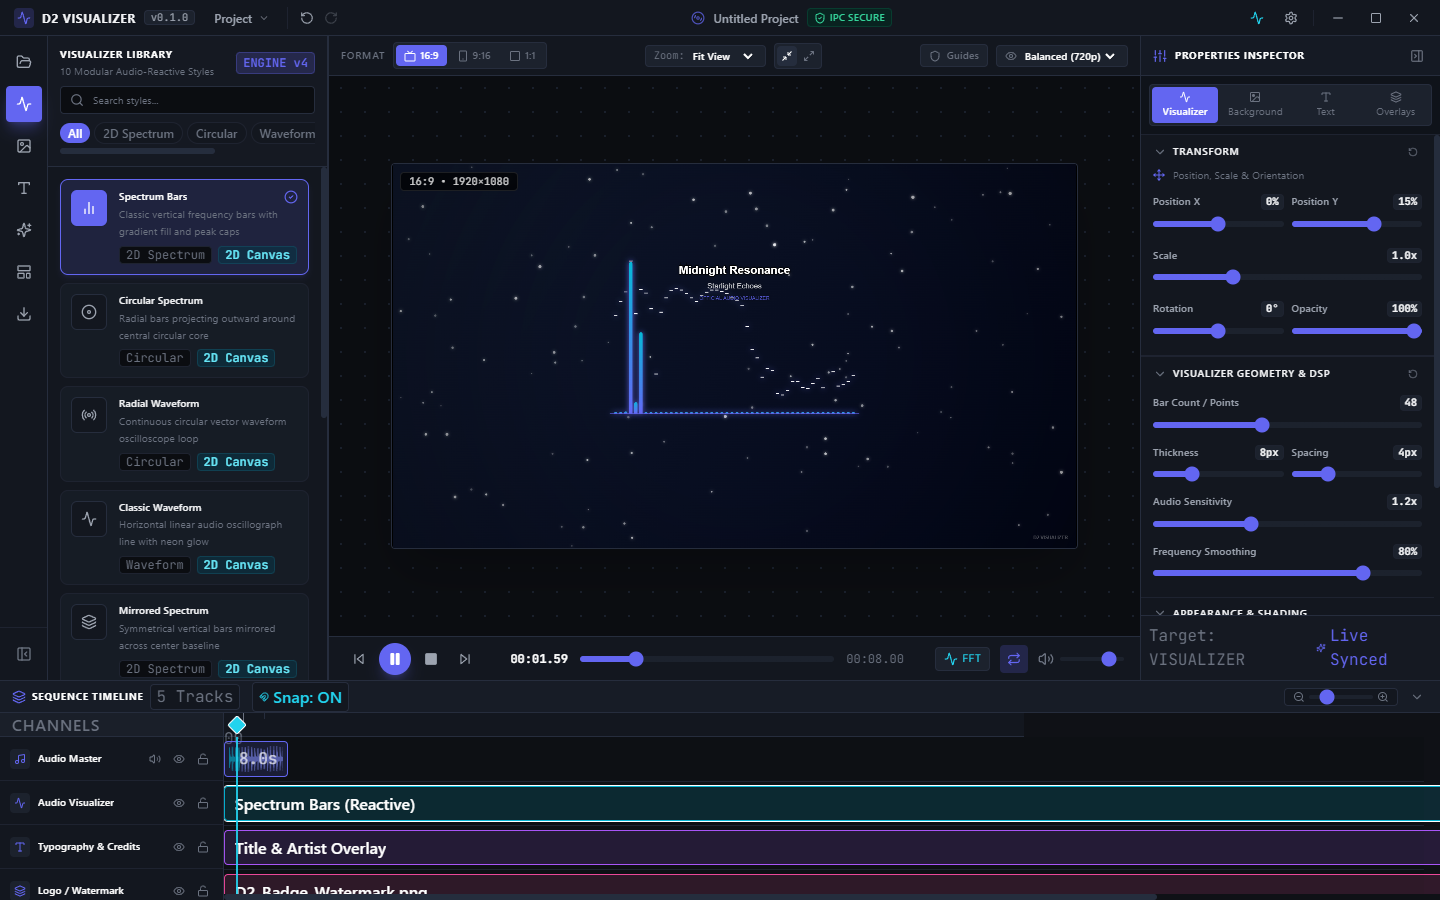 D2 VISUALIZER
v0.1.0
Project
Untitled Project
IPC SECURE
VISUALIZER LIBRARY
10 Modular Audio-Reactive Styles
ENGINE v4
Search styles...
All
2D Spectrum
Circular
Waveform
Spectrum Bars
Classic vertical frequency bars with
gradient fill and peak caps
2D Spectrum
2D Canvas
Circular Spectrum
Radial bars projecting outward around
central circular core
Circular
2D Canvas
Radial Waveform
Continuous circular vector waveform
oscilloscope loop
Circular
2D Canvas
Classic Waveform
Horizontal linear audio oscillograph
line with neon glow
Waveform
2D Canvas
Mirrored Spectrum
Symmetrical vertical bars mirrored
across center baseline
2D Spectrum
2D Canvas
FORMAT
16:9
9:16
1:1
Zoom:
Fit View
Guides
Balanced (720p)
16:9 • 1920×1080
Midnight Resonance
Starlight Echoes
00:01.59
00:08.00
FFT
PROPERTIES INSPECTOR
Visualizer
Background
Text
Overlays
TRANSFORM
Position, Scale & Orientation
Position X
0%
Position Y
15%
Scale
1.0x
Rotation
0°
Opacity
100%
VISUALIZER GEOMETRY & DSP
Bar Count / Points
48
Thickness
8px
Spacing
4px
Audio Sensitivity
1.2x
Frequency Smoothing
80%
APPEARANCE & SHADING
Target:
VISUALIZER
Live
Synced
SEQUENCE TIMELINE
5 Tracks
Snap: ON
CHANNELS
Audio Master
8.0s
Audio Visualizer
Spectrum Bars (Reactive)
Typography & Credits
Title & Artist Overlay
Logo / Watermark
D2_Badge_Watermark.png